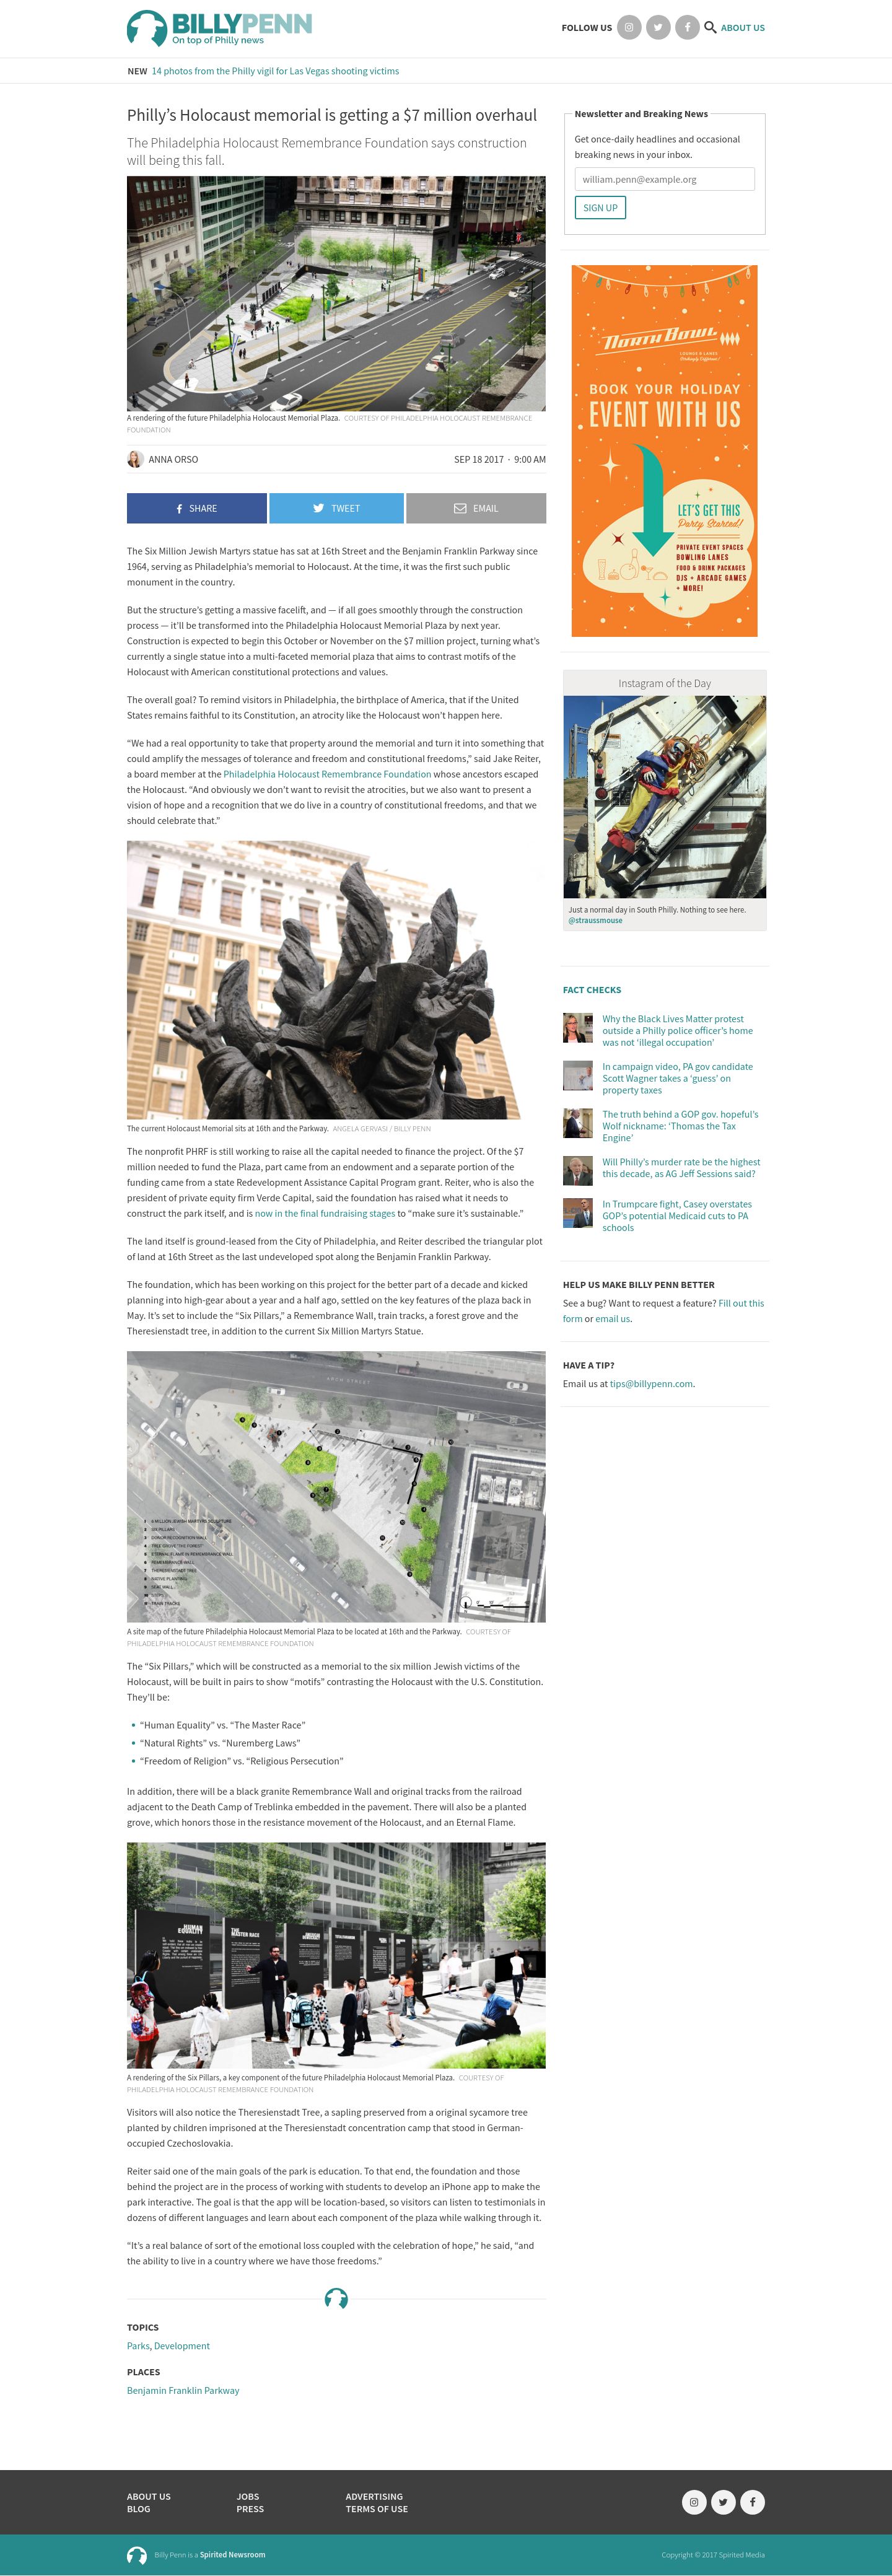 BILLYPENN
On top of Philly news
FOLLOW US
ABOUT US
NEW 14 photos from the Philly vigil for Las Vegas shooting victims
Philly’s Holocaust memorial is getting a $7 million overhaul
The Philadelphia Holocaust Remembrance Foundation says construction
will being this fall.
A rendering of the future Philadelphia Holocaust Memorial Plaza. COURTESY OF PHILADELPHIA HOLOCAUST REMEMBRANCE
FOUNDATION
ANNA ORSO
SEP 18 2017 · 9:00 AM
SHARE
TWEET
EMAIL
The Six Million Jewish Martyrs statue has sat at 16th Street and the Benjamin Franklin Parkway since
1964, serving as Philadelphia’s memorial to Holocaust. At the time, it was the first such public
monument in the country.
But the structure’s getting a massive facelift, and — if all goes smoothly through the construction
process — it’ll be transformed into the Philadelphia Holocaust Memorial Plaza by next year.
Construction is expected to begin this October or November on the $7 million project, turning what’s
currently a single statue into a multi-faceted memorial plaza that aims to contrast motifs of the
Holocaust with American constitutional protections and values.
The overall goal? To remind visitors in Philadelphia, the birthplace of America, that if the United
States remains faithful to its Constitution, an atrocity like the Holocaust won’t happen here.
“We had a real opportunity to take that property around the memorial and turn it into something that
could amplify the messages of tolerance and freedom and constitutional freedoms,” said Jake Reiter,
a board member at the Philadelphia Holocaust Remembrance Foundation whose ancestors escaped
the Holocaust. “And obviously we don’t want to revisit the atrocities, but we also want to present a
vision of hope and a recognition that we do live in a country of constitutional freedoms, and that we
should celebrate that.”
The current Holocaust Memorial sits at 16th and the Parkway. ANGELA GERVASI / BILLY PENN
The nonprofit PHRF is still working to raise all the capital needed to finance the project. Of the $7
million needed to fund the Plaza, part came from an endowment and a separate portion of the
funding came from a state Redevelopment Assistance Capital Program grant. Reiter, who is also the
president of private equity firm Verde Capital, said the foundation has raised what it needs to
construct the park itself, and is now in the final fundraising stages to “make sure it’s sustainable.”
The land itself is ground-leased from the City of Philadelphia, and Reiter described the triangular plot
of land at 16th Street as the last undeveloped spot along the Benjamin Franklin Parkway.
The foundation, which has been working on this project for the better part of a decade and kicked
planning into high-gear about a year and a half ago, settled on the key features of the plaza back in
May. It’s set to include the “Six Pillars,” a Remembrance Wall, train tracks, a forest grove and the
Theresienstadt tree, in addition to the current Six Million Martyrs Statue.
ARCH STREET
1 6 MILLION JEWISH MARTYRS SCULPTURE
2 SIX PILLARS
3 DONOR RECOGNITION WALL
6 REMEMBRANCE WALL
8 NATIVE PLANTING
9 SEAT WALL
11 TRAIN TRACKS
A site map of the future Philadelphia Holocaust Memorial Plaza to be located at 16th and the Parkway. COURTESY OF
PHILADELPHIA HOLOCAUST REMEMBRANCE FOUNDATION
The “Six Pillars,” which will be constructed as a memorial to the six million Jewish victims of the
Holocaust, will be built in pairs to show “motifs” contrasting the Holocaust with the U.S. Constitution.
They’ll be:
“Human Equality” vs. “The Master Race”
“Natural Rights” vs. “Nuremberg Laws”
“Freedom of Religion” vs. “Religious Persecution”
In addition, there will be a black granite Remembrance Wall and original tracks from the railroad
adjacent to the Death Camp of Treblinka embedded in the pavement. There will also be a planted
grove, which honors those in the resistance movement of the Holocaust, and an Eternal Flame.
HUMAN
EQUALITY
THE
MASTER RACE
A rendering of the Six Pillars, a key component of the future Philadelphia Holocaust Memorial Plaza. COURTESY OF
PHILADELPHIA HOLOCAUST REMEMBRANCE FOUNDATION
Visitors will also notice the Theresienstadt Tree, a sapling preserved from a original sycamore tree
planted by children imprisoned at the Theresienstadt concentration camp that stood in German-
occupied Czechoslovakia.
Reiter said one of the main goals of the park is education. To that end, the foundation and those
behind the project are in the process of working with students to develop an iPhone app to make the
park interactive. The goal is that the app will be location-based, so visitors can listen to testimonials in
dozens of different languages and learn about each component of the plaza while walking through it.
“It’s a real balance of sort of the emotional loss coupled with the celebration of hope,” he said, “and
the ability to live in a country where we have those freedoms.”
TOPICS
Parks, Development
PLACES
Benjamin Franklin Parkway
Newsletter and Breaking News
Get once-daily headlines and occasional
breaking news in your inbox.
william.penn@example.org
SIGN UP
North Bowl
LOUNGE & LANES
BOOK YOUR HOLIDAY
EVENT WITH US
LET'S GET THIS
Party Started!
PRIVATE EVENT SPACES
BOWLING LANES
FOOD & DRINK PACKAGES
DJS + ARCADE GAMES
+ MORE!
Instagram of the Day
Just a normal day in South Philly. Nothing to see here.
@straussmouse
FACT CHECKS
Why the Black Lives Matter protest
outside a Philly police officer’s home
was not ‘illegal occupation’
In campaign video, PA gov candidate
Scott Wagner takes a ‘guess’ on
property taxes
The truth behind a GOP gov. hopeful’s
Wolf nickname: ‘Thomas the Tax
Engine’
Will Philly’s murder rate be the highest
this decade, as AG Jeff Sessions said?
In Trumpcare fight, Casey overstates
GOP’s potential Medicaid cuts to PA
schools
HELP US MAKE BILLY PENN BETTER
See a bug? Want to request a feature? Fill out this
form or email us.
HAVE A TIP?
Email us at tips@billypenn.com.
ABOUT US
BLOG
JOBS
PRESS
ADVERTISING
TERMS OF USE
Billy Penn is a Spirited Newsroom
Copyright © 2017 Spirited Media